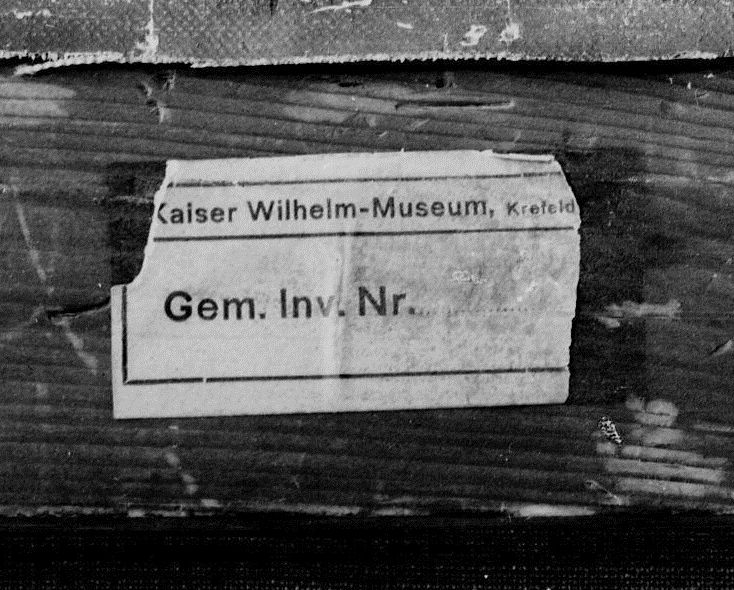 Kaiser Wilhelm-Museum, Krefeld
Gem. Inv. Nr.